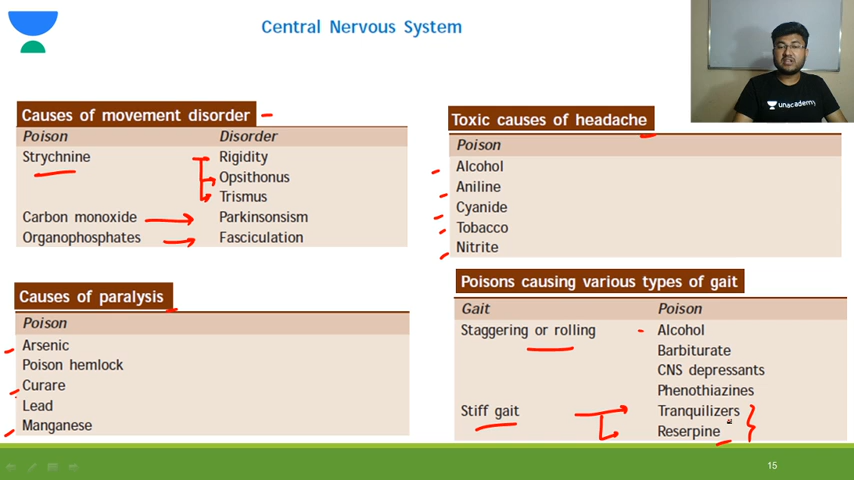 Central Nervous System
unacademy
Causes of movement disorder
Poison Disorder
Strychnine Rigidity
Opsithonus
Trismus
Carbon monoxide Parkinsonsism
Organophosphates Fasciculation
Toxic causes of headache
Poison
Alcohol
Aniline
Cyanide
Tobacco
Nitrite
Causes of paralysis
Poison
Arsenic
Poison hemlock
Curare
Lead
Manganese
Poisons causing various types of gait
Gait Poison
Staggering or rolling Alcohol
Barbiturate
CNS depressants
Phenothiazines
Stiff gait Tranquilizers
Reserpine
15